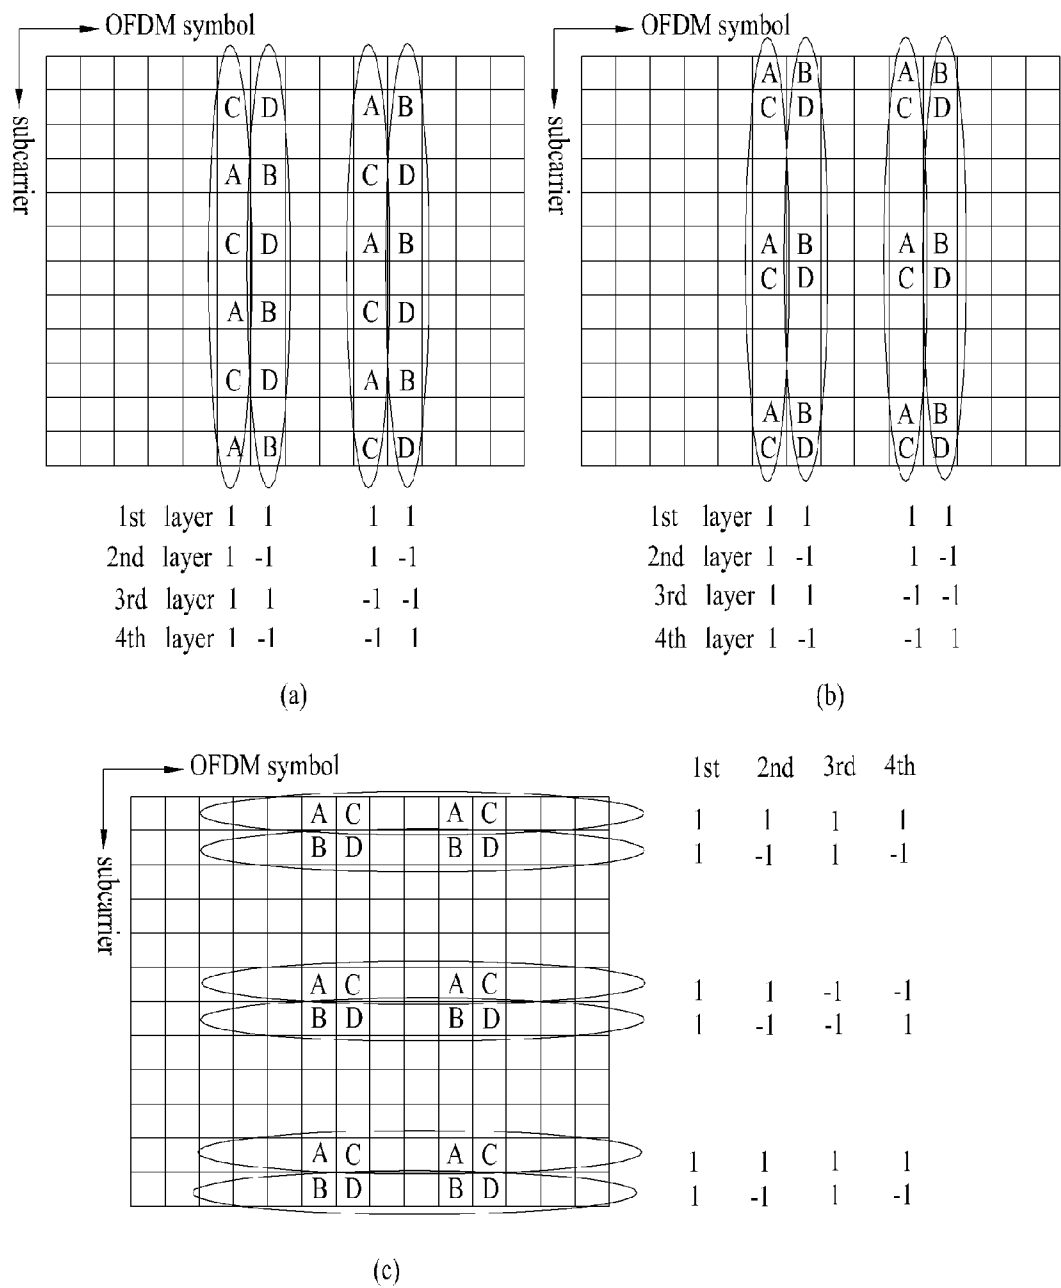 OFDM symbol
subcarrier
C D A B
A B C D
C D A B
A B C D
C D A B
A B C D
1st layer 1 1 1 1
2nd layer 1 -1 1 -1
3rd layer 1 1 -1 -1
4th layer 1 -1 -1 1
(a)
OFDM symbol
subcarrier
A B A B
C D C D
A B A B
C D C D
A B A B
C D C D
1st layer 1 1 1 1
2nd layer 1 -1 1 -1
3rd layer 1 1 -1 -1
4th layer 1 -1 -1 1
(b)
OFDM symbol
subcarrier
1st 2nd 3rd 4th
A C A C 1 1 1 1
B D B D 1 -1 1 -1
A C A C 1 1 -1 -1
B D B D 1 -1 -1 1
A C A C 1 1 1 1
B D B D 1 -1 1 -1
(c)